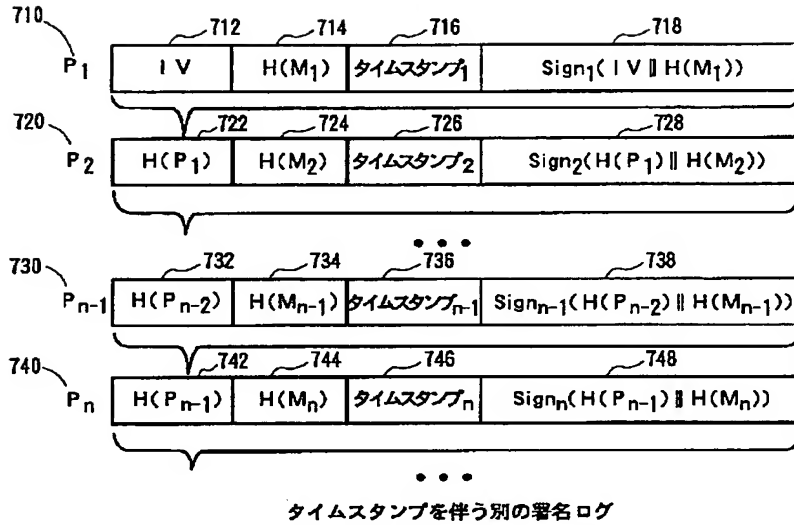 710
712 714 716 718
P1 IV H(M1) タイムスタンプ1 Sign1(IV‖H(M1))
720
722 724 726 728
P2 H(P1) H(M2) タイムスタンプ2 Sign2(H(P1)‖H(M2))
• • •
730
732 734 736 738
Pn-1 H(Pn-2) H(Mn-1) タイムスタンプn-1 Signn-1(H(Pn-2)‖H(Mn-1))
740
742 744 746 748
Pn H(Pn-1) H(Mn) タイムスタンプn Signn(H(Pn-1)‖H(Mn))
• • •
タイムスタンプを伴う別の署名ログ